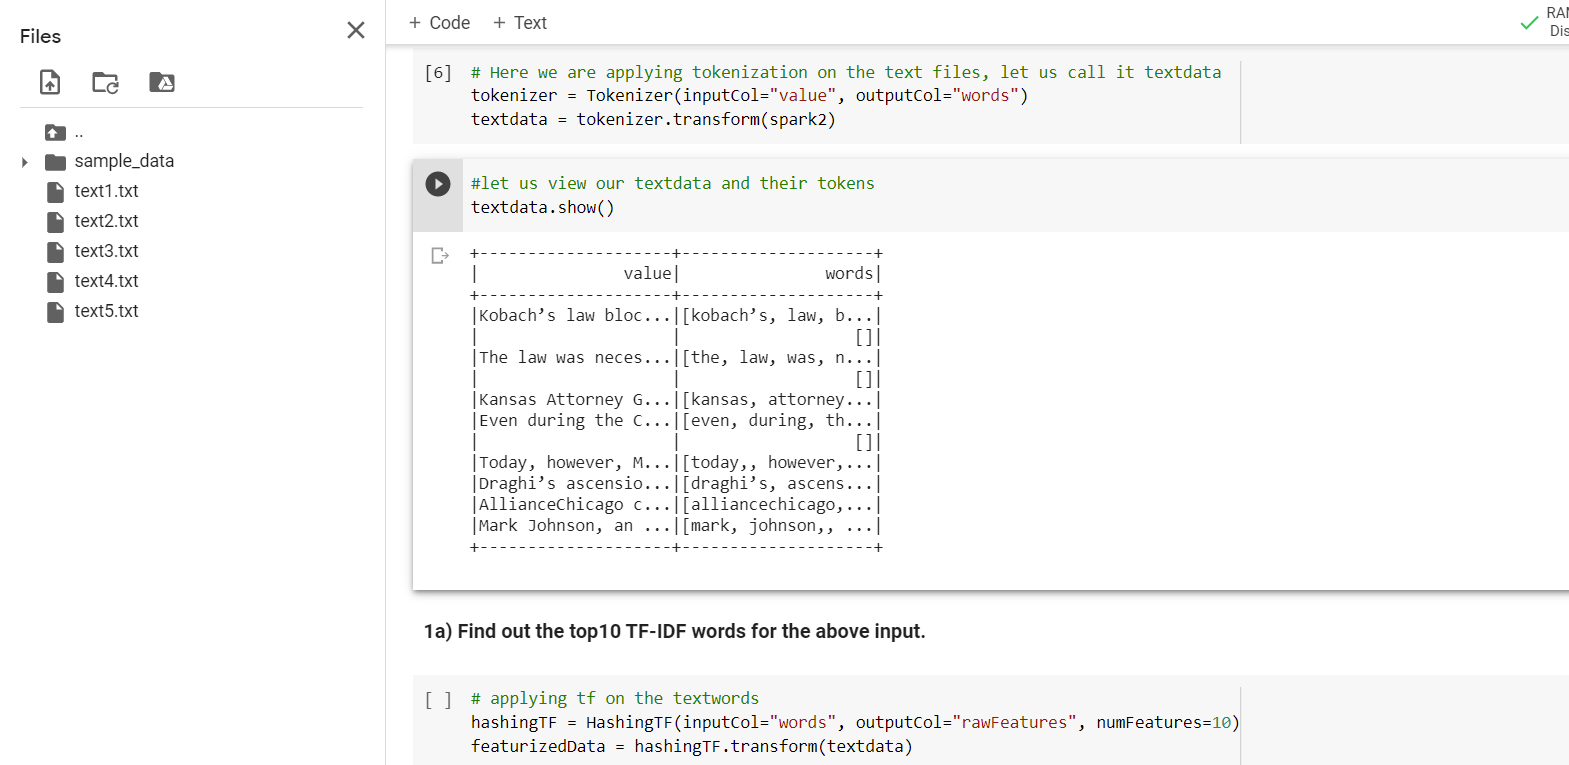 Files
..
sample_data
text1.txt
text2.txt
text3.txt
text4.txt
text5.txt
+ Code + Text
[6] # Here we are applying tokenization on the text files, let us call it textdata
tokenizer = Tokenizer(inputCol="value", outputCol="words")
textdata = tokenizer.transform(spark2)
#let us view our textdata and their tokens
textdata.show()
+--------------------+--------------------+
|               value|               words|
+--------------------+--------------------+
|Kobach’s law bloc...|[kobach’s, law, b...|
|                    |                  []|
|The law was neces...|[the, law, was, n...|
|                    |                  []|
|Kansas Attorney G...|[kansas, attorney...|
|Even during the C...|[even, during, th...|
|                    |                  []|
|Today, however, M...|[today,, however,...|
|Draghi’s ascensio...|[draghi’s, ascens...|
|AllianceChicago c...|[alliancechicago,...|
|Mark Johnson, an ...|[mark, johnson,, ...|
+--------------------+--------------------+
1a) Find out the top10 TF-IDF words for the above input.
[ ] # applying tf on the textwords
hashingTF = HashingTF(inputCol="words", outputCol="rawFeatures", numFeatures=10)
featurizedData = hashingTF.transform(textdata)